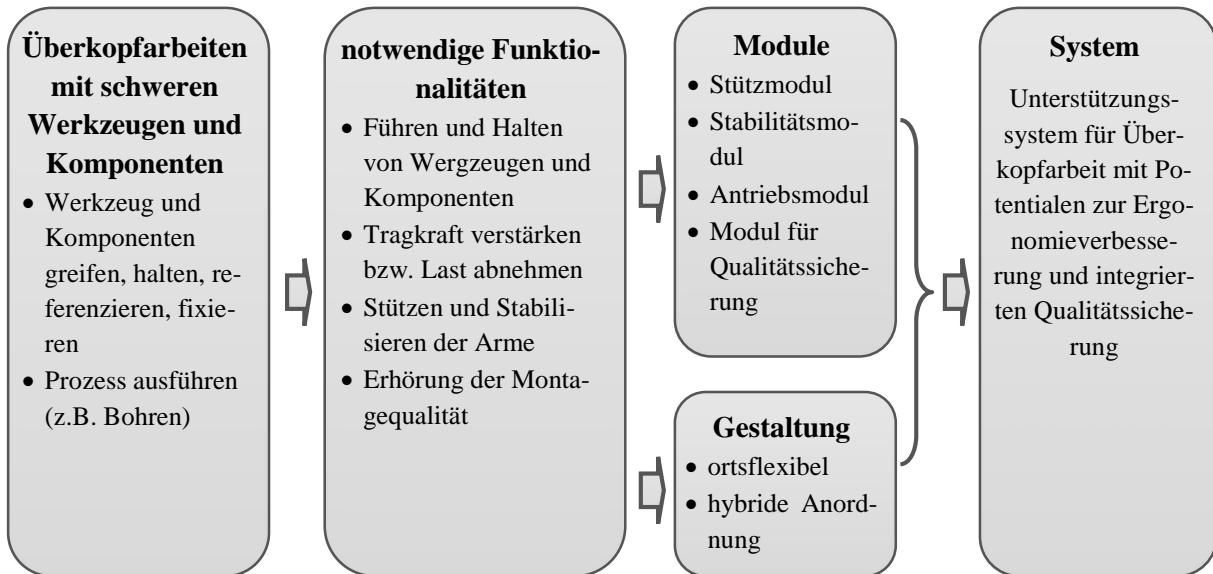 Überkopfarbeiten
mit schweren
Werkzeugen und
Komponenten
• Werkzeug und
Komponenten
greifen, halten, re-
ferenzieren, fixie-
ren
• Prozess ausführen
(z.B. Bohren)
notwendige Funktio-
nalitäten
• Führen und Halten
von Wergzeugen und
Komponenten
• Tragkraft verstärken
bzw. Last abnehmen
• Stützen und Stabili-
sieren der Arme
• Erhörung der Monta-
gequalität
Module
• Stützmodul
• Stabilitätsmo-
dul
• Antriebsmodul
• Modul für
Qualitätssiche-
rung
Gestaltung
• ortsflexibel
• hybride Anord-
nung
System
Unterstützungs-
system für Über-
kopfarbeit mit Po-
tentialen zur Ergo-
nomieverbesse-
rung und integrier-
ten Qualitätssiche-
rung